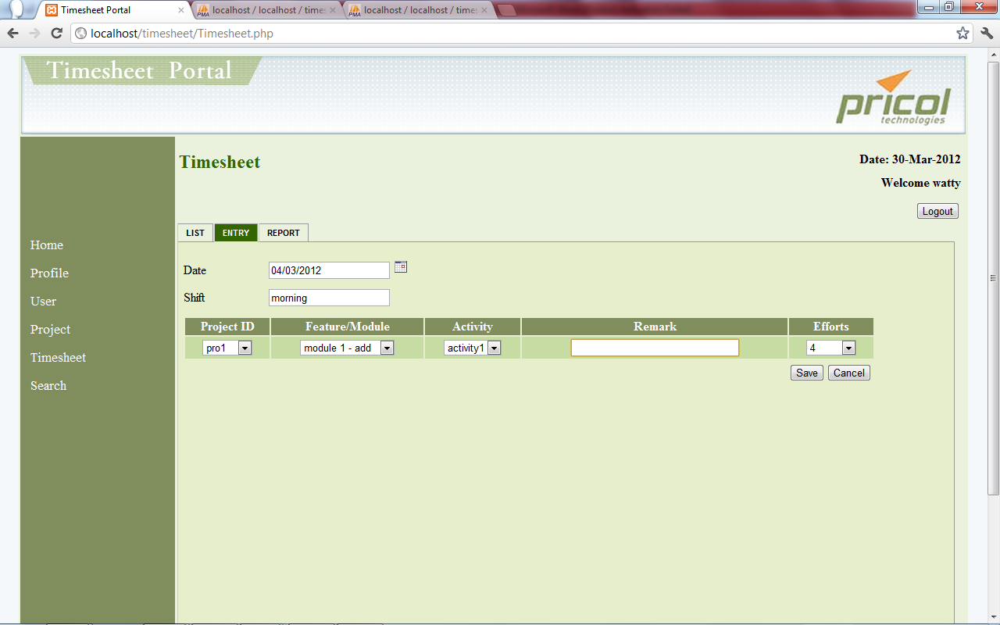 Timesheet Portal
localhost / localhost / times
localhost / localhost / times
localhost/timesheet/Timesheet.php
Timesheet Portal
pricol
technologies
Timesheet
Date: 30-Mar-2012
Welcome watty
Logout
LIST ENTRY REPORT
Home
Profile
User
Project
Timesheet
Search
Date 04/03/2012
Shift morning
Project ID Feature/Module Activity Remark Efforts
pro1 module 1 - add activity1 4
Save Cancel